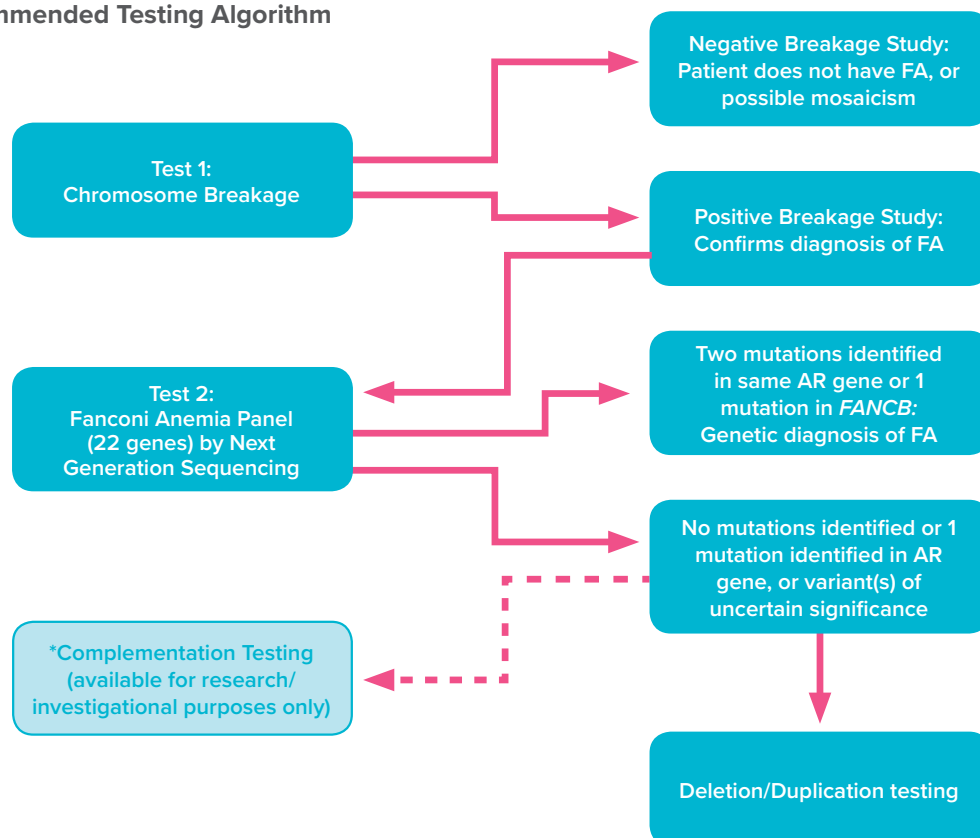 mmended Testing Algorithm
Negative Breakage Study:
Patient does not have FA, or
possible mosaicism
Test 1:
Chromosome Breakage
Positive Breakage Study:
Confirms diagnosis of FA
Two mutations identified
in same AR gene or 1
mutation in FANCB:
Genetic diagnosis of FA
Test 2:
Fanconi Anemia Panel
(22 genes) by Next
Generation Sequencing
No mutations identified or 1
mutation identified in AR
gene, or variant(s) of
uncertain significance
*Complementation Testing
(available for research/
investigational purposes only)
Deletion/Duplication testing